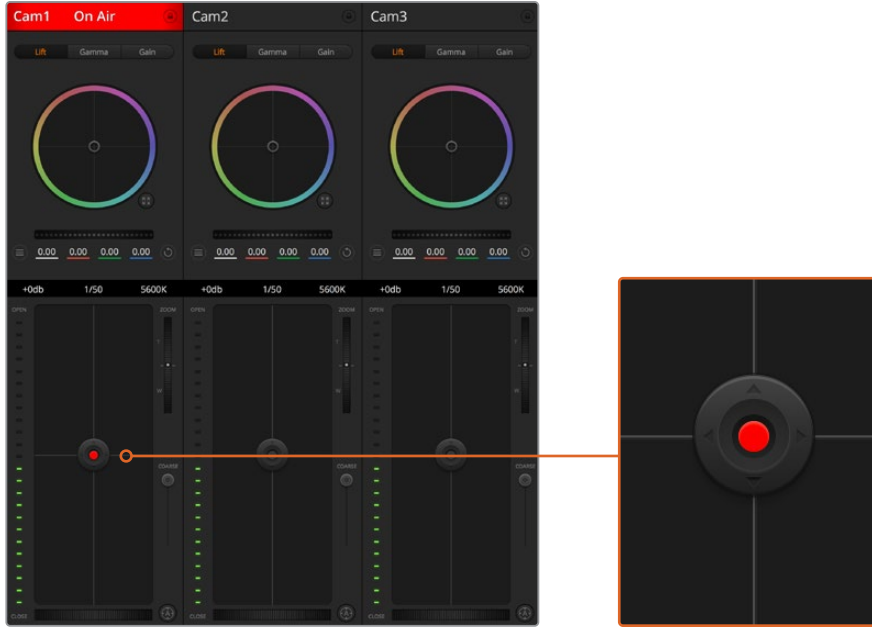 Cam1 On Air Cam2 Cam3
Lift Gamma Gain Lift Gamma Gain Lift Gamma Gain
0.00 0.00 0.00 0.00 0.00 0.00 0.00 0.00 0.00 0.00 0.00 0.00
+0db 1/50 5600K +0db 1/50 5600K +0db 1/50 5600K
OPEN ZOOM OPEN ZOOM OPEN ZOOM
T T T
W W W
COARSE COARSE COARSE
CLOSE CLOSE CLOSE